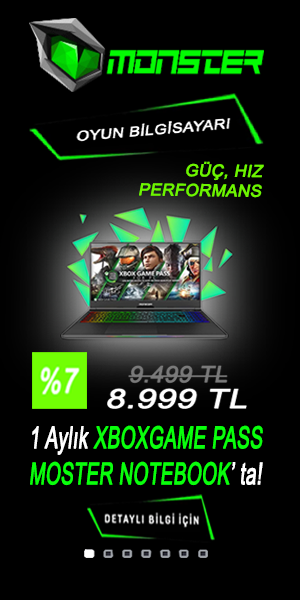 MONSTER
OYUN BİLGİSAYARI
GÜÇ, HIZ
PERFORMANS
XBOX GAME PASS
%7
9.499 TL
8.999 TL
1 Aylık XBOXGAME PASS
MOSTER NOTEBOOK' ta!
DETAYLI BİLGİ İÇİN